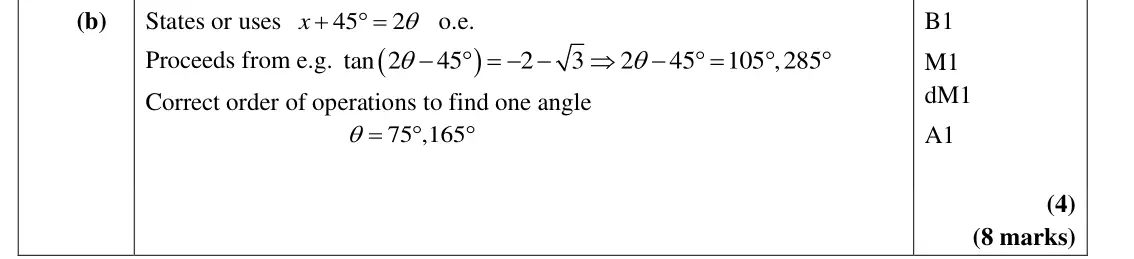 (b) States or uses x + 45° = 2θ o.e. B1
Proceeds from e.g. tan(2θ − 45°) = −2 − √3 ⇒ 2θ − 45° = 105°, 285° M1
Correct order of operations to find one angle dM1
θ = 75°,165° A1
(4)
(8 marks)